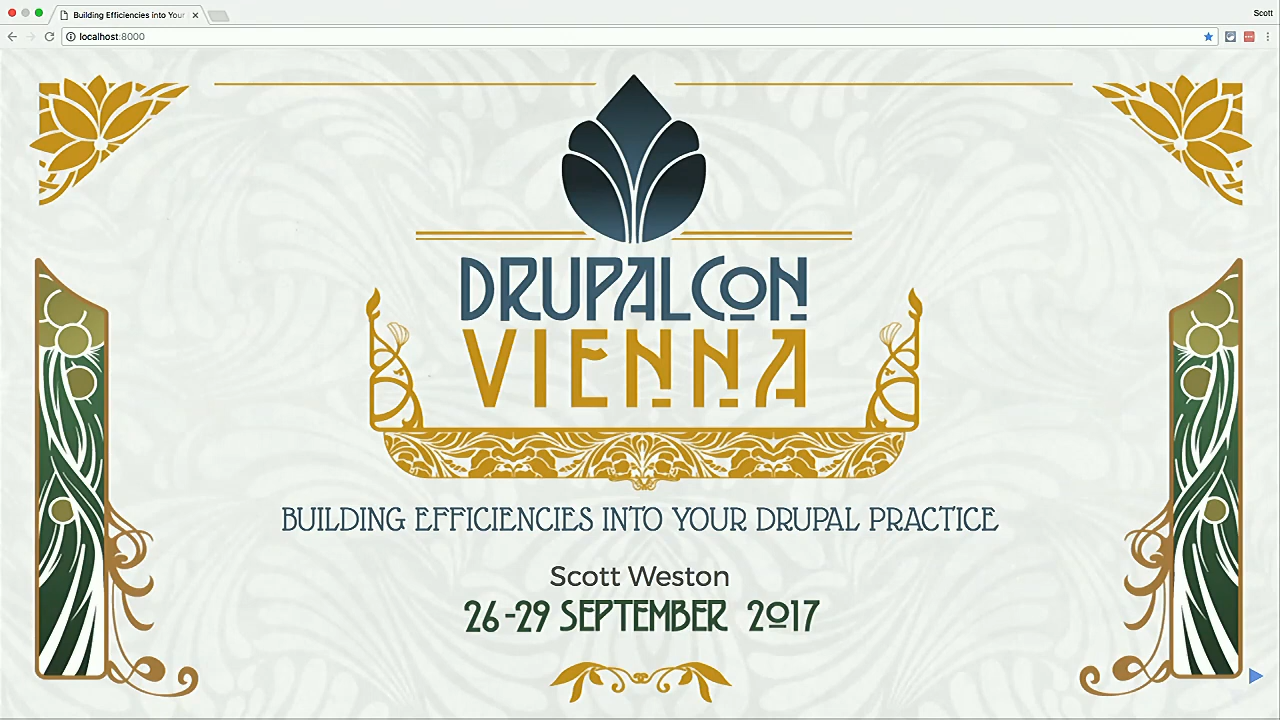 Building Efficiencies into Your
Scott
localhost:8000
DRUPALCON
VIENNA
BUILDING EFFICIENCIES INTO YOUR DRUPAL PRACTICE
Scott Weston
26-29 SEPTEMBER 2017